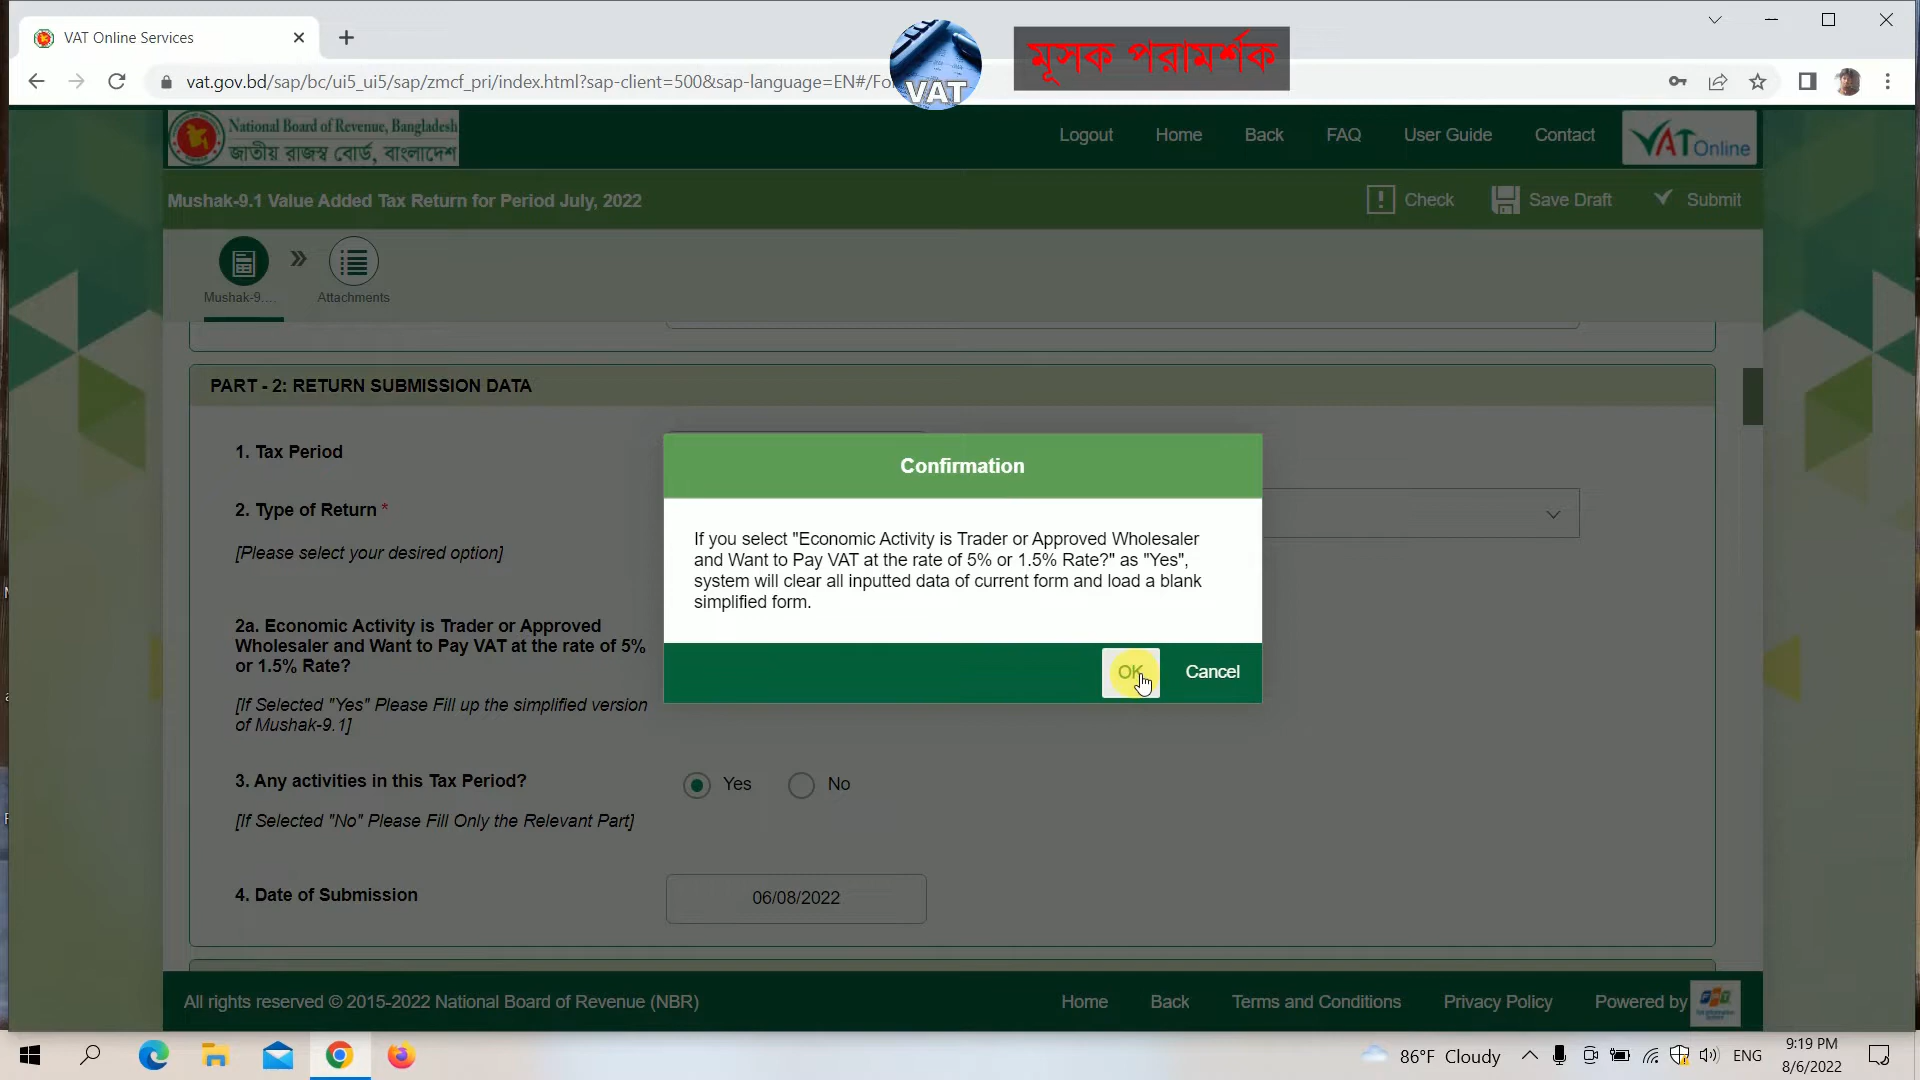 VAT Online Services
VAT
মূসক পরামর্শক
vat.gov.bd/sap/bc/ui5_ui5/sap/zmcf_pri/index.html?sap-client=500&sap-language=EN#/Fo
National Board of Revenue, Bangladesh
জাতীয় রাজস্ব বোর্ড, বাংলাদেশ
Logout Home Back FAQ User Guide Contact
VAT Online
Mushak-9.1 Value Added Tax Return for Period July, 2022
Check Save Draft Submit
Mushak-9.... Attachments
PART - 2: RETURN SUBMISSION DATA
1. Tax Period
2. Type of Return *
[Please select your desired option]
Confirmation
If you select "Economic Activity is Trader or Approved Wholesaler
and Want to Pay VAT at the rate of 5% or 1.5% Rate?" as "Yes",
system will clear all inputted data of current form and load a blank
simplified form.
OK Cancel
2a. Economic Activity is Trader or Approved
Wholesaler and Want to Pay VAT at the rate of 5%
or 1.5% Rate?
[If Selected "Yes" Please Fill up the simplified version
of Mushak-9.1]
3. Any activities in this Tax Period?
Yes No
[If Selected "No" Please Fill Only the Relevant Part]
4. Date of Submission
06/08/2022
All rights reserved © 2015-2022 National Board of Revenue (NBR)
Home Back Terms and Conditions Privacy Policy Powered by
86°F Cloudy
ENG
9:19 PM
8/6/2022